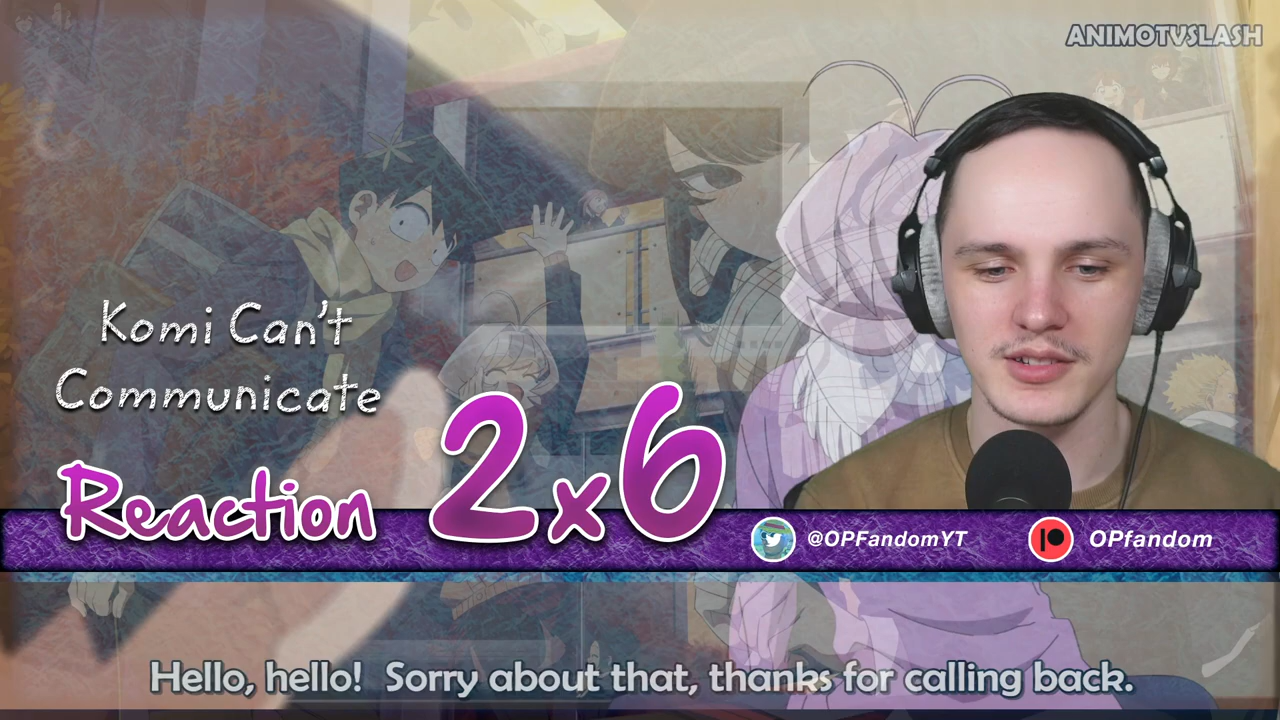 ANIMOTVSLASH
Komi Can't
Communicate
Reaction 2x6
@OPFandomYT OPfandom
Hello, hello! Sorry about that, thanks for calling back.